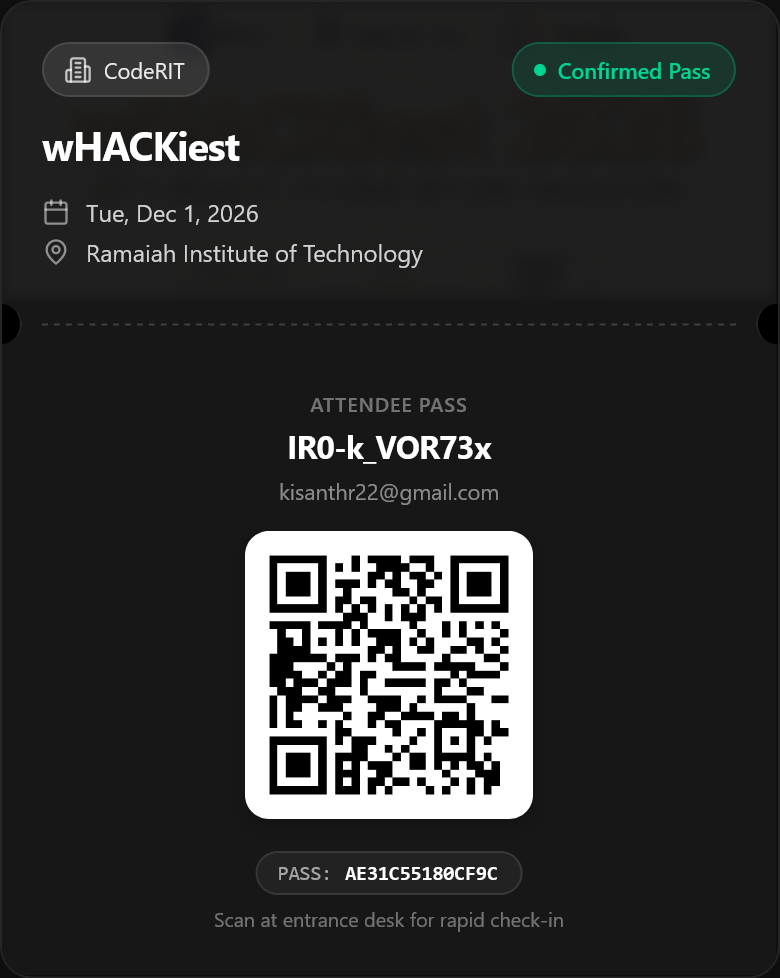 CodeRIT
Confirmed Pass
wHACKiest
Tue, Dec 1, 2026
Ramaiah Institute of Technology
ATTENDEE PASS
IR0-k_VOR73x
kisanthr22@gmail.com
PASS: AE31C55180CF9C
Scan at entrance desk for rapid check-in